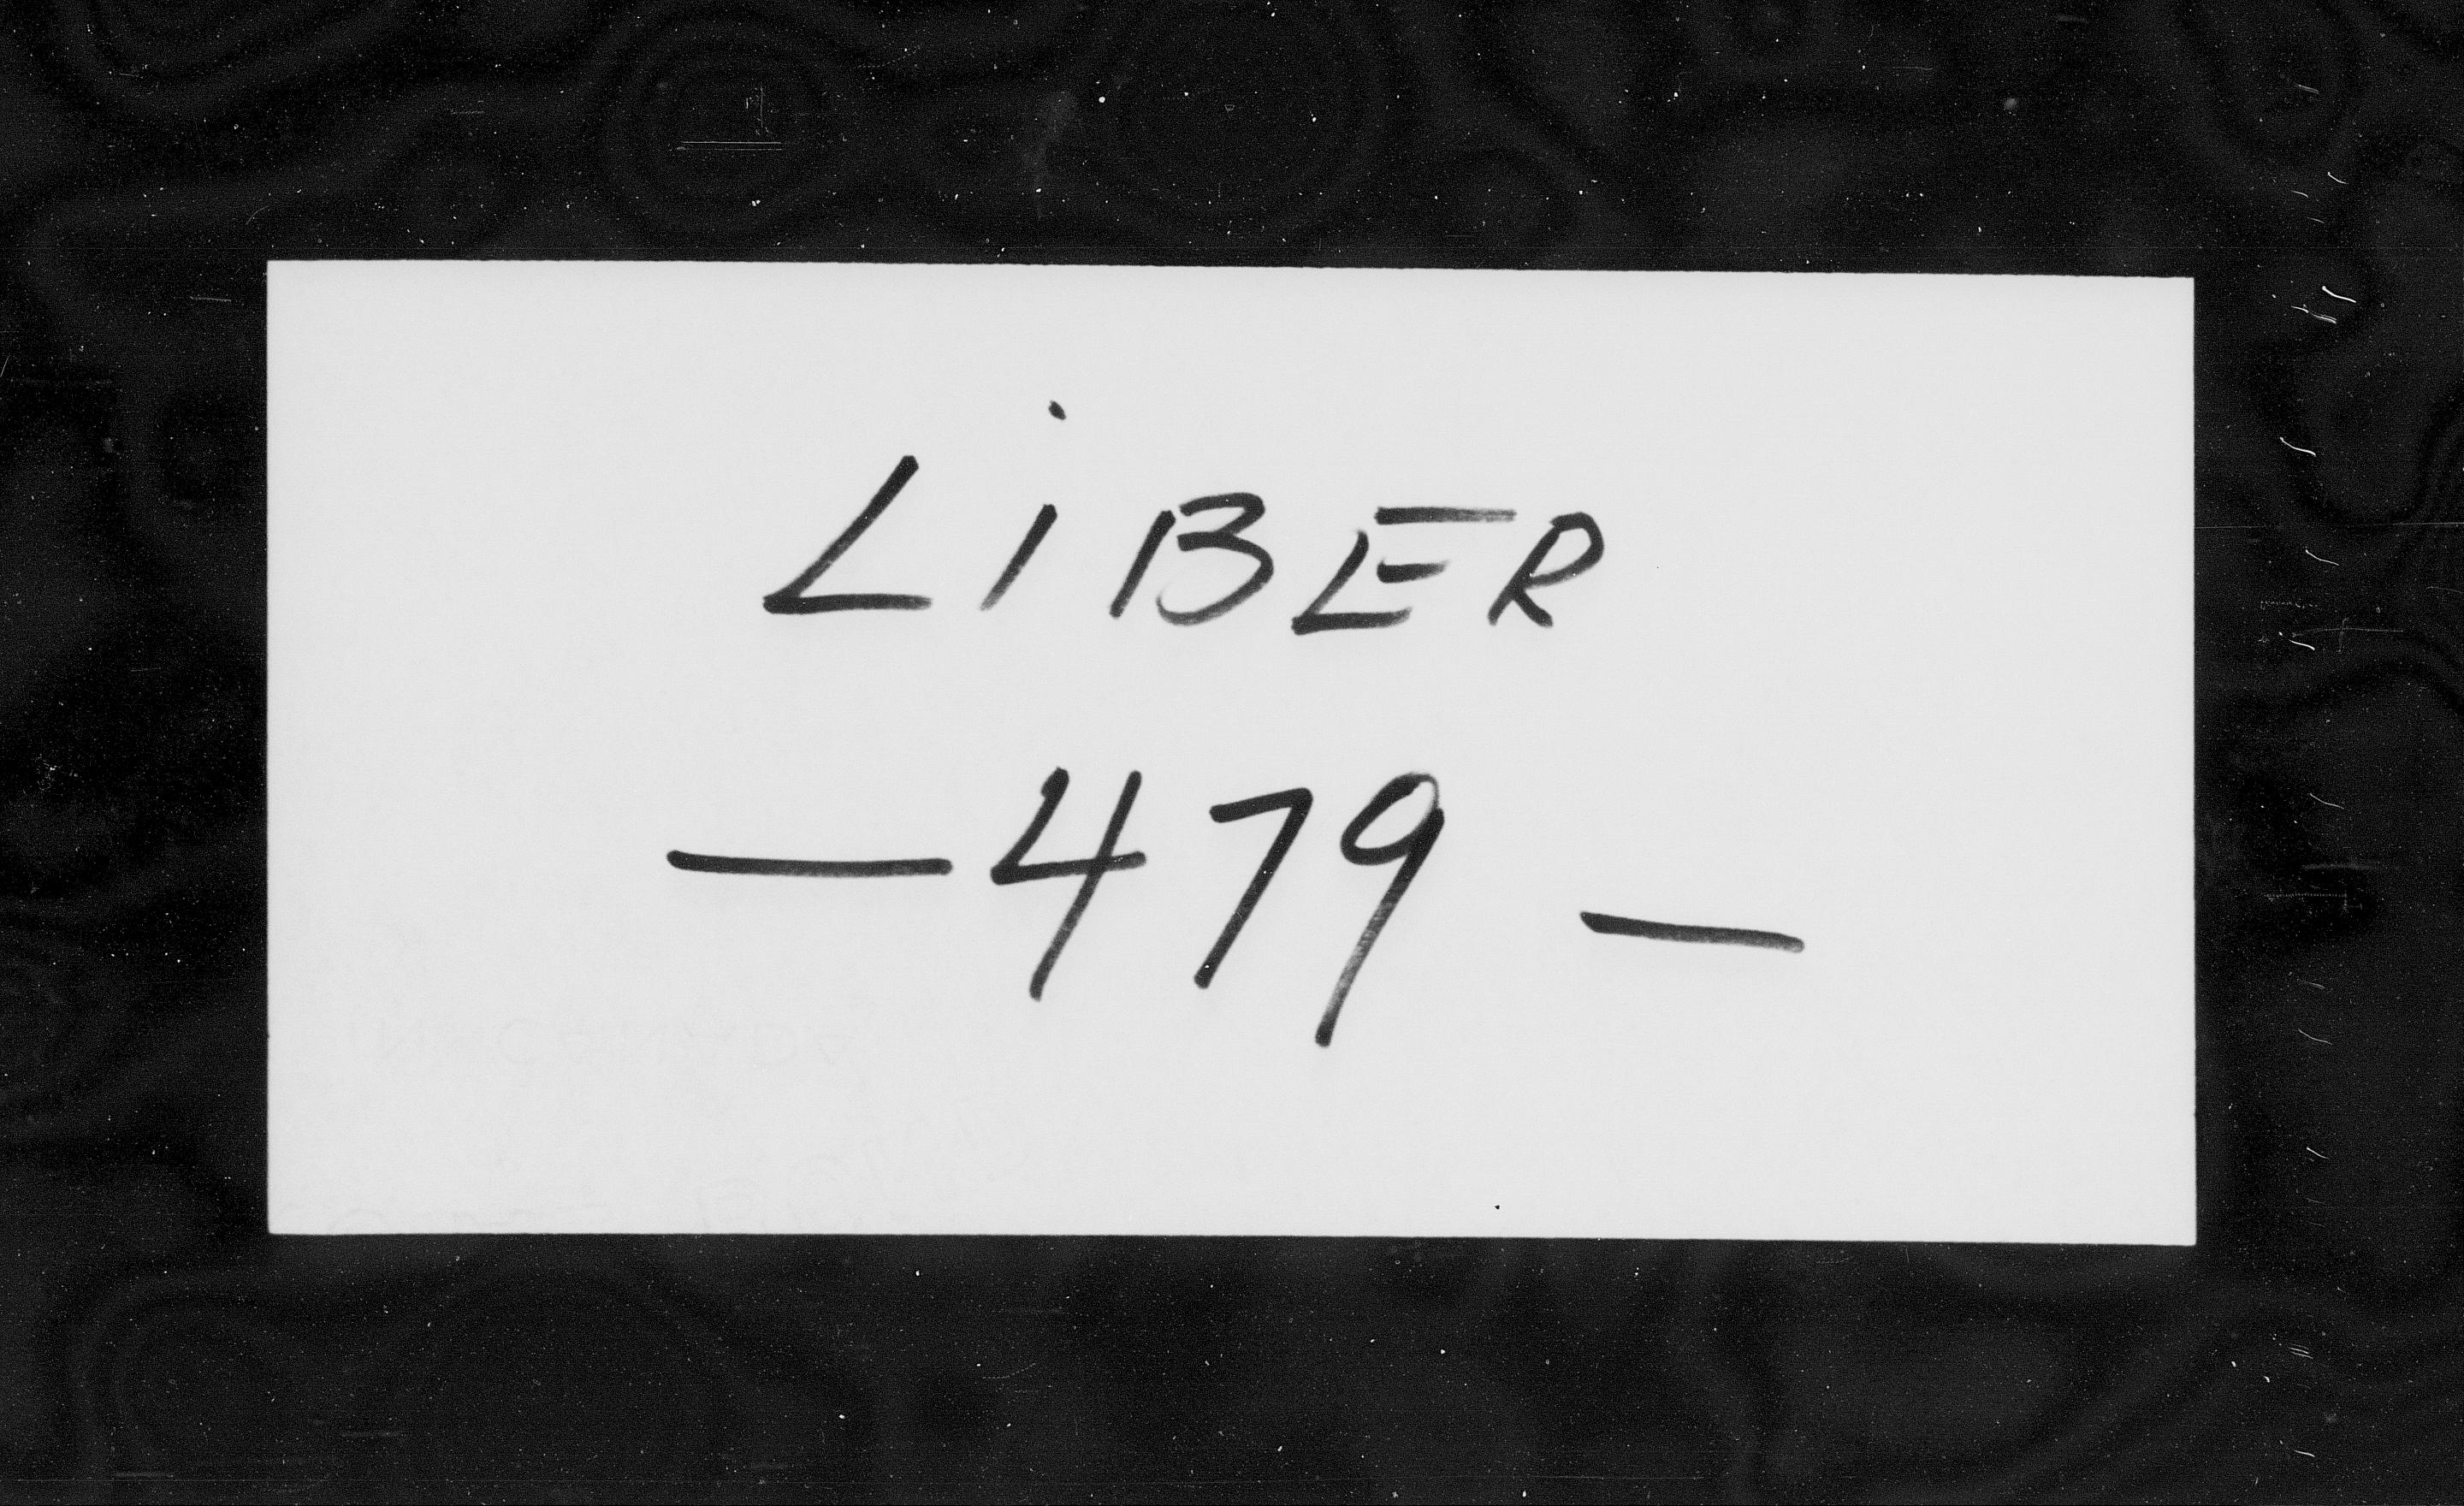 LiBER
— 479 —